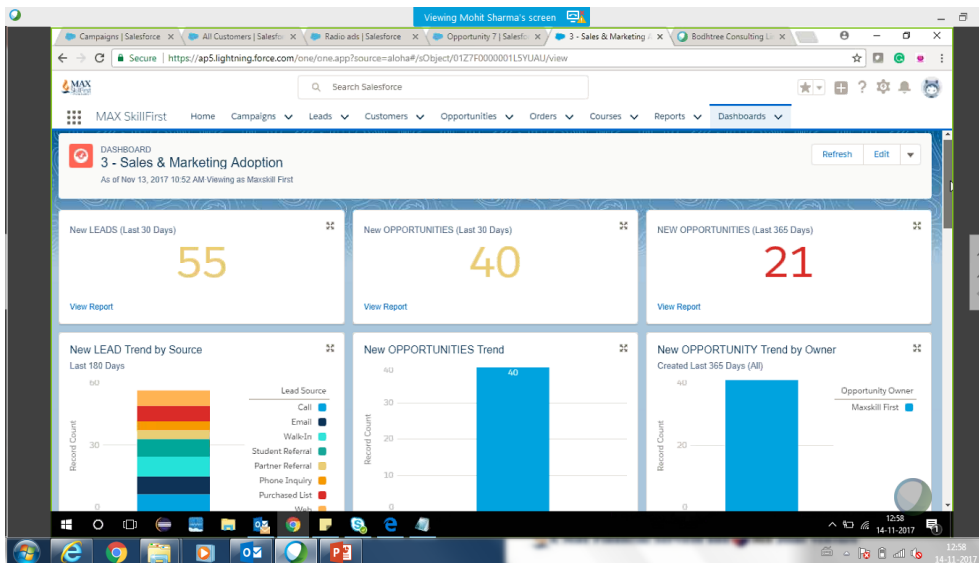 Viewing Mohit Sharma's screen
Campaigns | Salesforce
All Customers | Salesfo
Radio ads | Salesforce
Opportunity 7 | Salesfo
3 - Sales & Marketing
Bodhtree Consulting Li
Secure | https://ap5.lightning.force.com/one/one.app?source=aloha#/sObject/01Z7F0000001L5YUAU/view
MAX
Search Salesforce
MAX SkillFirst Home Campaigns Leads Customers Opportunities Orders Courses Reports Dashboards
DASHBOARD
3 - Sales & Marketing Adoption
As of Nov 13, 2017 10:52 AM·Viewing as Maxskill First
Refresh Edit
New LEADS (Last 30 Days)
55
View Report
New OPPORTUNITIES (Last 30 Days)
40
View Report
NEW OPPORTUNITIES (Last 365 Days)
21
View Report
New LEAD Trend by Source
Last 180 Days
Record Count
60
30
0
Lead Source
Call
Email
Walk-In
Student Referral
Partner Referral
Phone Inquiry
Purchased List
Web
New OPPORTUNITIES Trend
Record Count
40
30
20
10
0
40
New OPPORTUNITY Trend by Owner
Created Last 365 Days (All)
Record Count
40
20
0
Opportunity Owner
Maxskill First
12:58
14-11-2017
12:58
14-11-2017